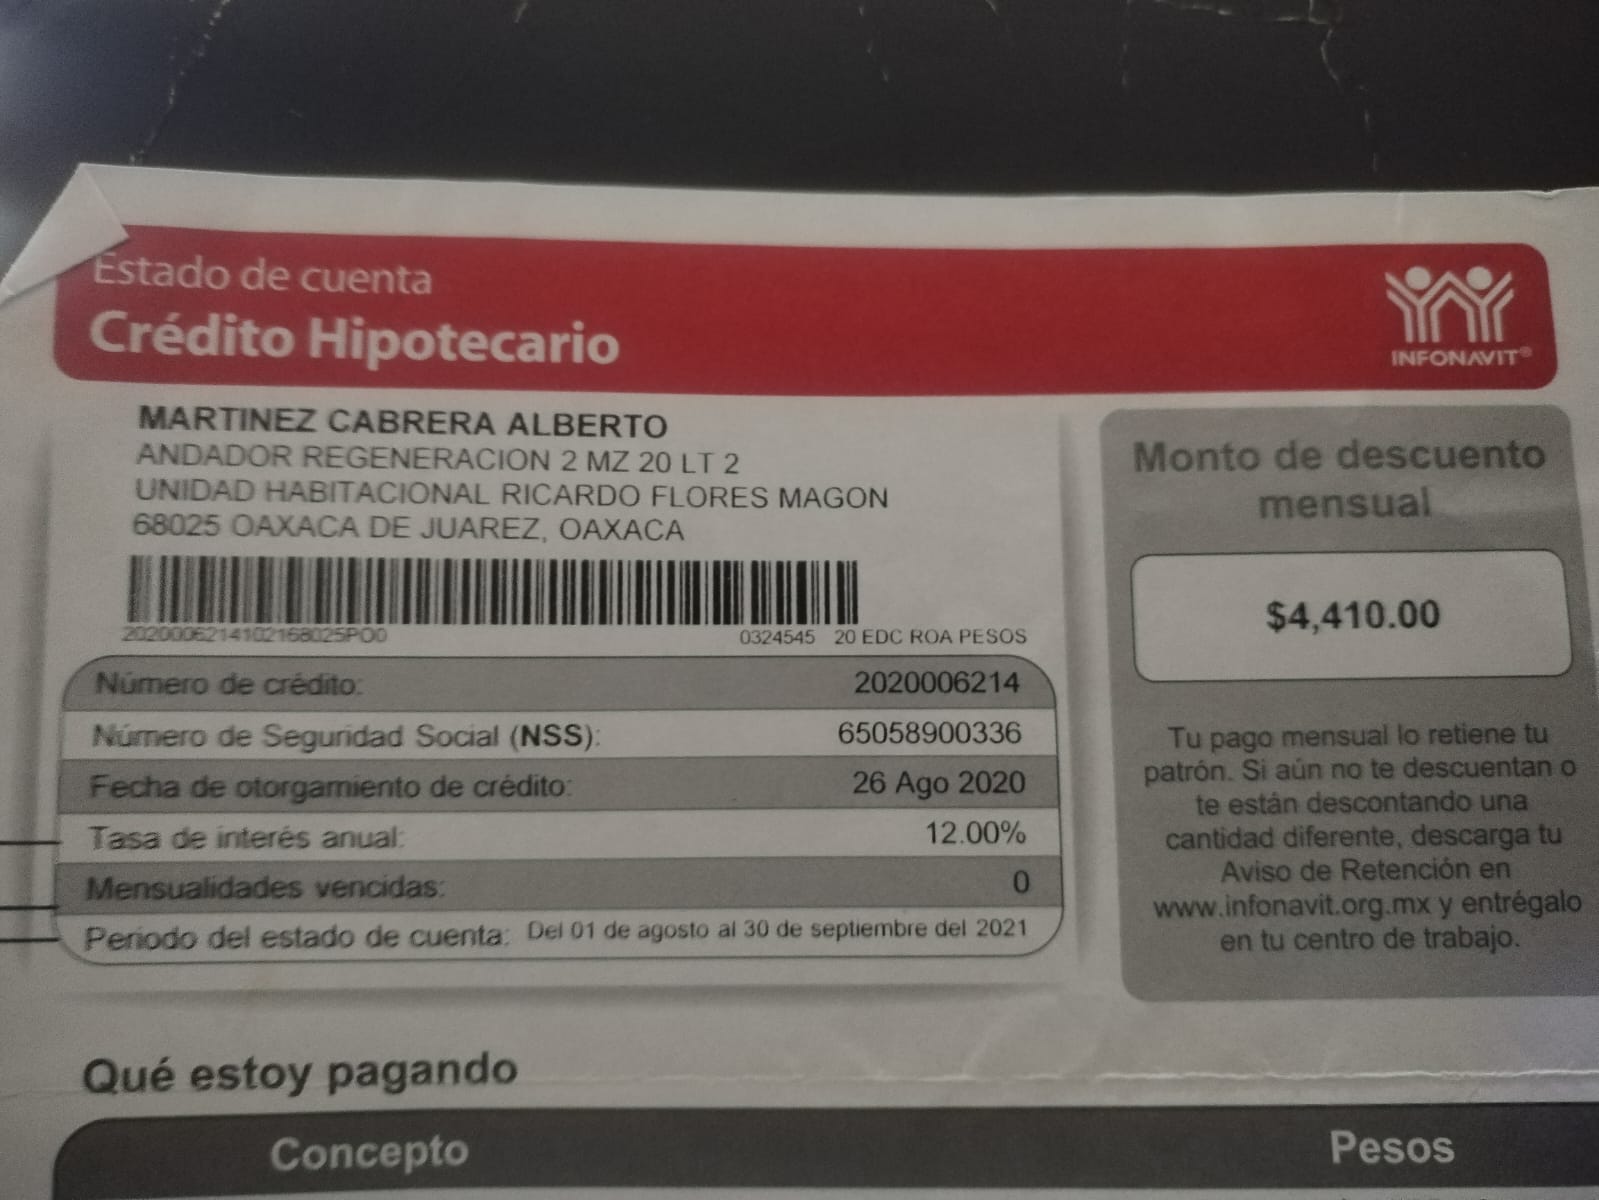 Estado de cuenta
Crédito Hipotecario
INFONAVIT®
MARTINEZ CABRERA ALBERTO
ANDADOR REGENERACION 2 MZ 20 LT 2
UNIDAD HABITACIONAL RICARDO FLORES MAGON
68025 OAXACA DE JUAREZ, OAXACA
2020006214102168025PO0 0324545 20 EDC ROA PESOS
Número de crédito: 2020006214
Número de Seguridad Social (NSS): 65058900336
Fecha de otorgamiento de crédito: 26 Ago 2020
Tasa de interés anual: 12.00%
Mensualidades vencidas: 0
Periodo del estado de cuenta: Del 01 de agosto al 30 de septiembre del 2021
Monto de descuento
mensual
$4,410.00
Tu pago mensual lo retiene tu
patrón. Si aún no te descuentan o
te están descontando una
cantidad diferente, descarga tu
Aviso de Retención en
www.infonavit.org.mx y entrégalo
en tu centro de trabajo.
Qué estoy pagando
Concepto Pesos